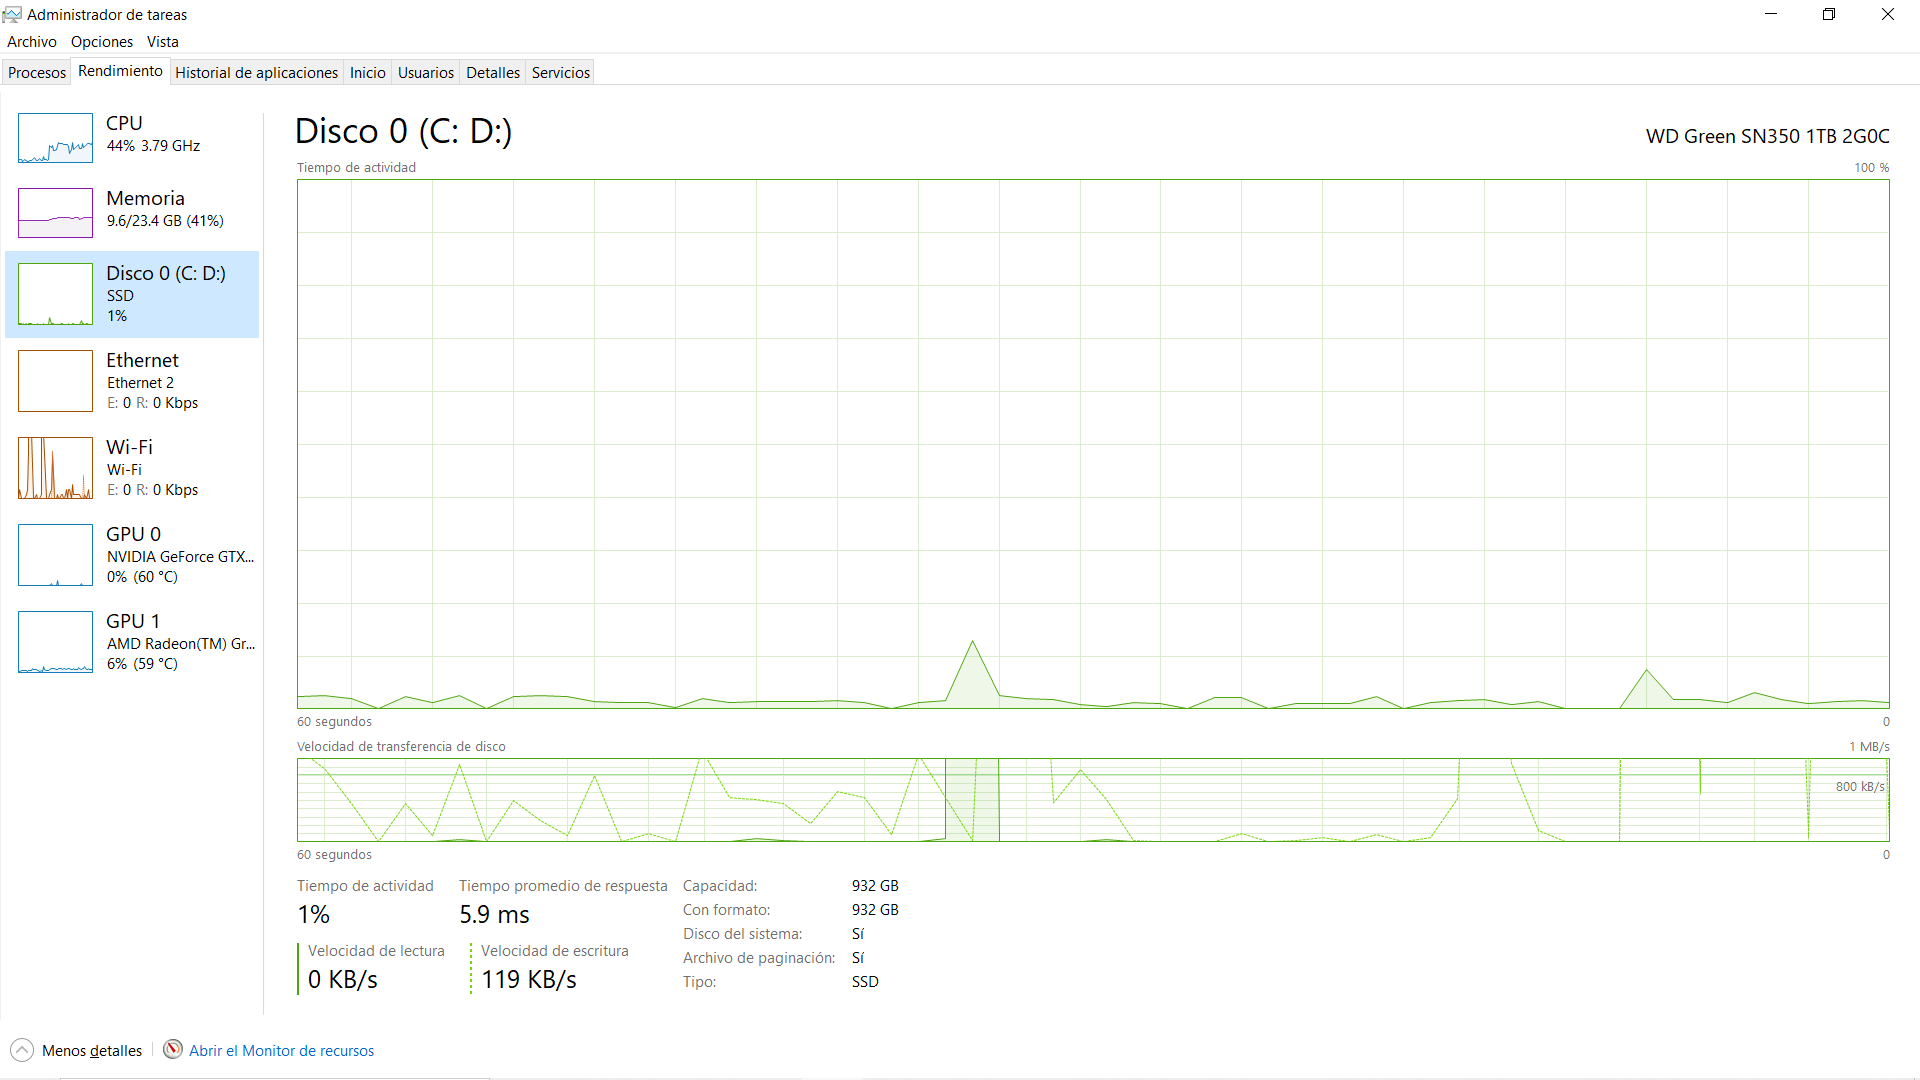 Administrador de tareas
Archivo Opciones Vista
Procesos Rendimiento Historial de aplicaciones Inicio Usuarios Detalles Servicios
CPU
44% 3.79 GHz
Memoria
9.6/23.4 GB (41%)
Disco 0 (C: D:)
SSD
1%
Ethernet
Ethernet 2
E: 0 R: 0 Kbps
Wi-Fi
Wi-Fi
E: 0 R: 0 Kbps
GPU 0
NVIDIA GeForce GTX...
0% (60 °C)
GPU 1
AMD Radeon(TM) Gr...
6% (59 °C)
Disco 0 (C: D:)
WD Green SN350 1TB 2G0C
Tiempo de actividad
100 %
60 segundos
0
Velocidad de transferencia de disco
1 MB/s
800 kB/s
60 segundos
0
Tiempo de actividad
1%
Tiempo promedio de respuesta
5.9 ms
Velocidad de lectura
0 KB/s
Velocidad de escritura
119 KB/s
Capacidad: 932 GB
Con formato: 932 GB
Disco del sistema: Sí
Archivo de paginación: Sí
Tipo: SSD
Menos detalles
Abrir el Monitor de recursos